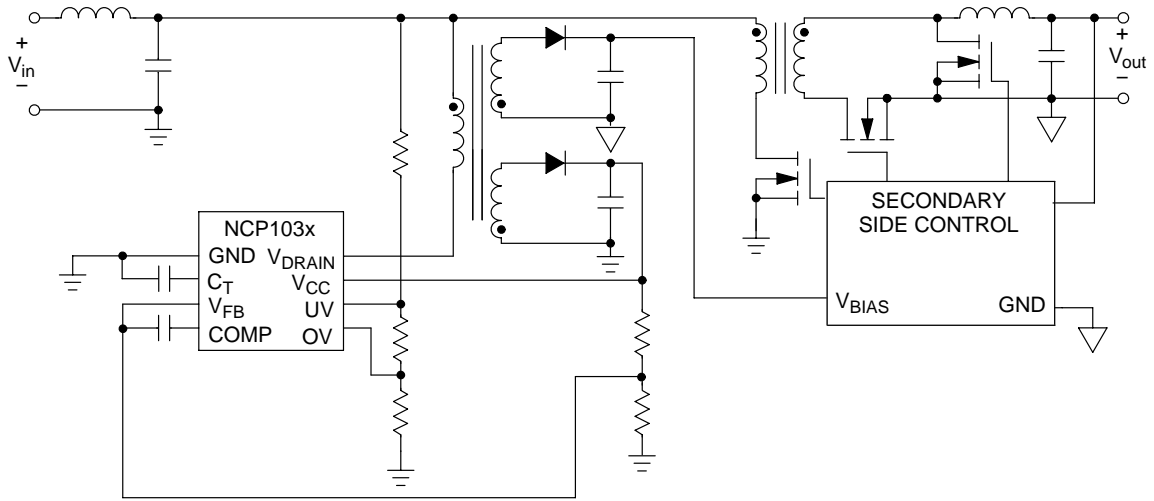 +
Vin
−
+
Vout
−
NCP103x
GND
CT
VFB
COMP
VDRAIN
VCC
UV
OV
SECONDARY
SIDE CONTROL
VBIAS
GND